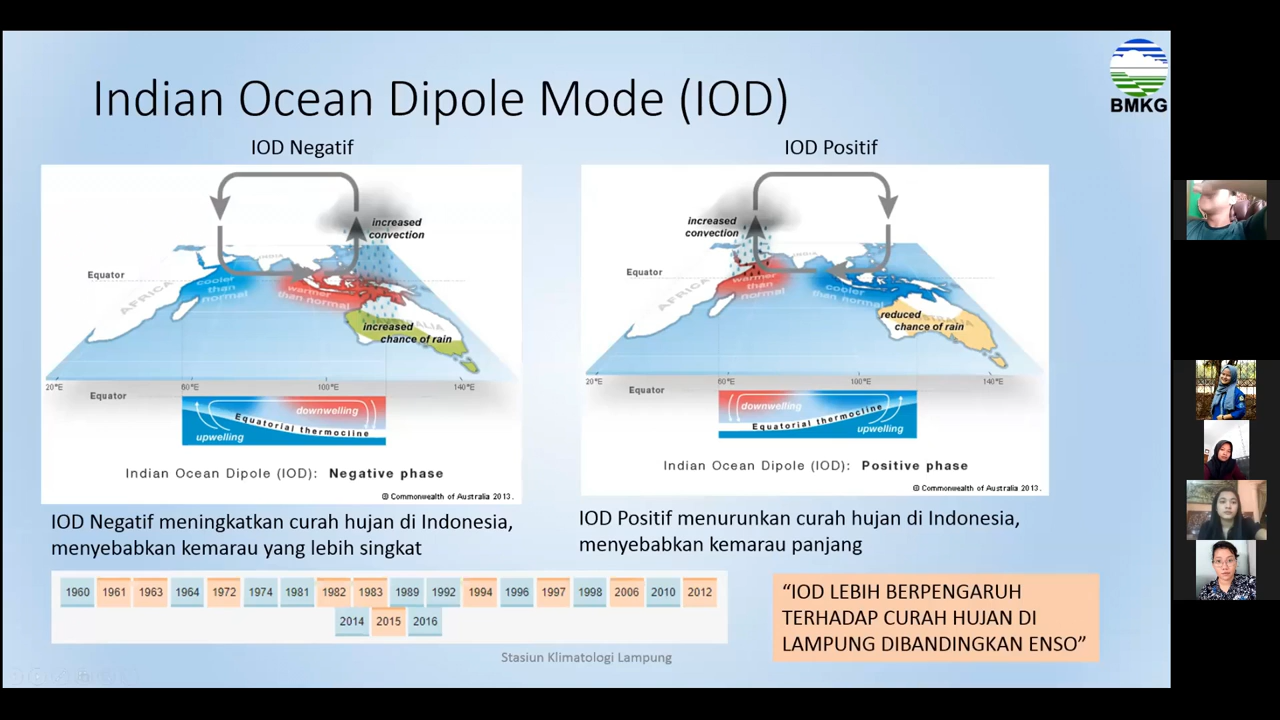 Indian Ocean Dipole Mode (IOD)
BMKG
IOD Negatif
increased
convection
INDIA
Equator
AFRICA
cooler
than
normal
warmer
than normal
increased
chance of rain
20°E
60°E
100°E
140°E
Equator
downwelling
Equatorial thermocline
upwelling
Indian Ocean Dipole (IOD): Negative phase
© Commonwealth of Australia 2013.
IOD Positif
increased
convection
INDIA
Equator
AFRICA
warmer
than
normal
cooler
than normal
reduced
chance of rain
20°E
60°E
100°E
140°E
Equator
downwelling
Equatorial thermocline
upwelling
Indian Ocean Dipole (IOD): Positive phase
© Commonwealth of Australia 2013.
IOD Negatif meningkatkan curah hujan di Indonesia,
menyebabkan kemarau yang lebih singkat
IOD Positif menurunkan curah hujan di Indonesia,
menyebabkan kemarau panjang
1960 1961 1963 1964 1972 1974 1981 1982 1983 1989 1992 1994 1996 1997 1998 2006 2010 2012
2014 2015 2016
“IOD LEBIH BERPENGARUH
TERHADAP CURAH HUJAN DI
LAMPUNG DIBANDINGKAN ENSO”
Stasiun Klimatologi Lampung